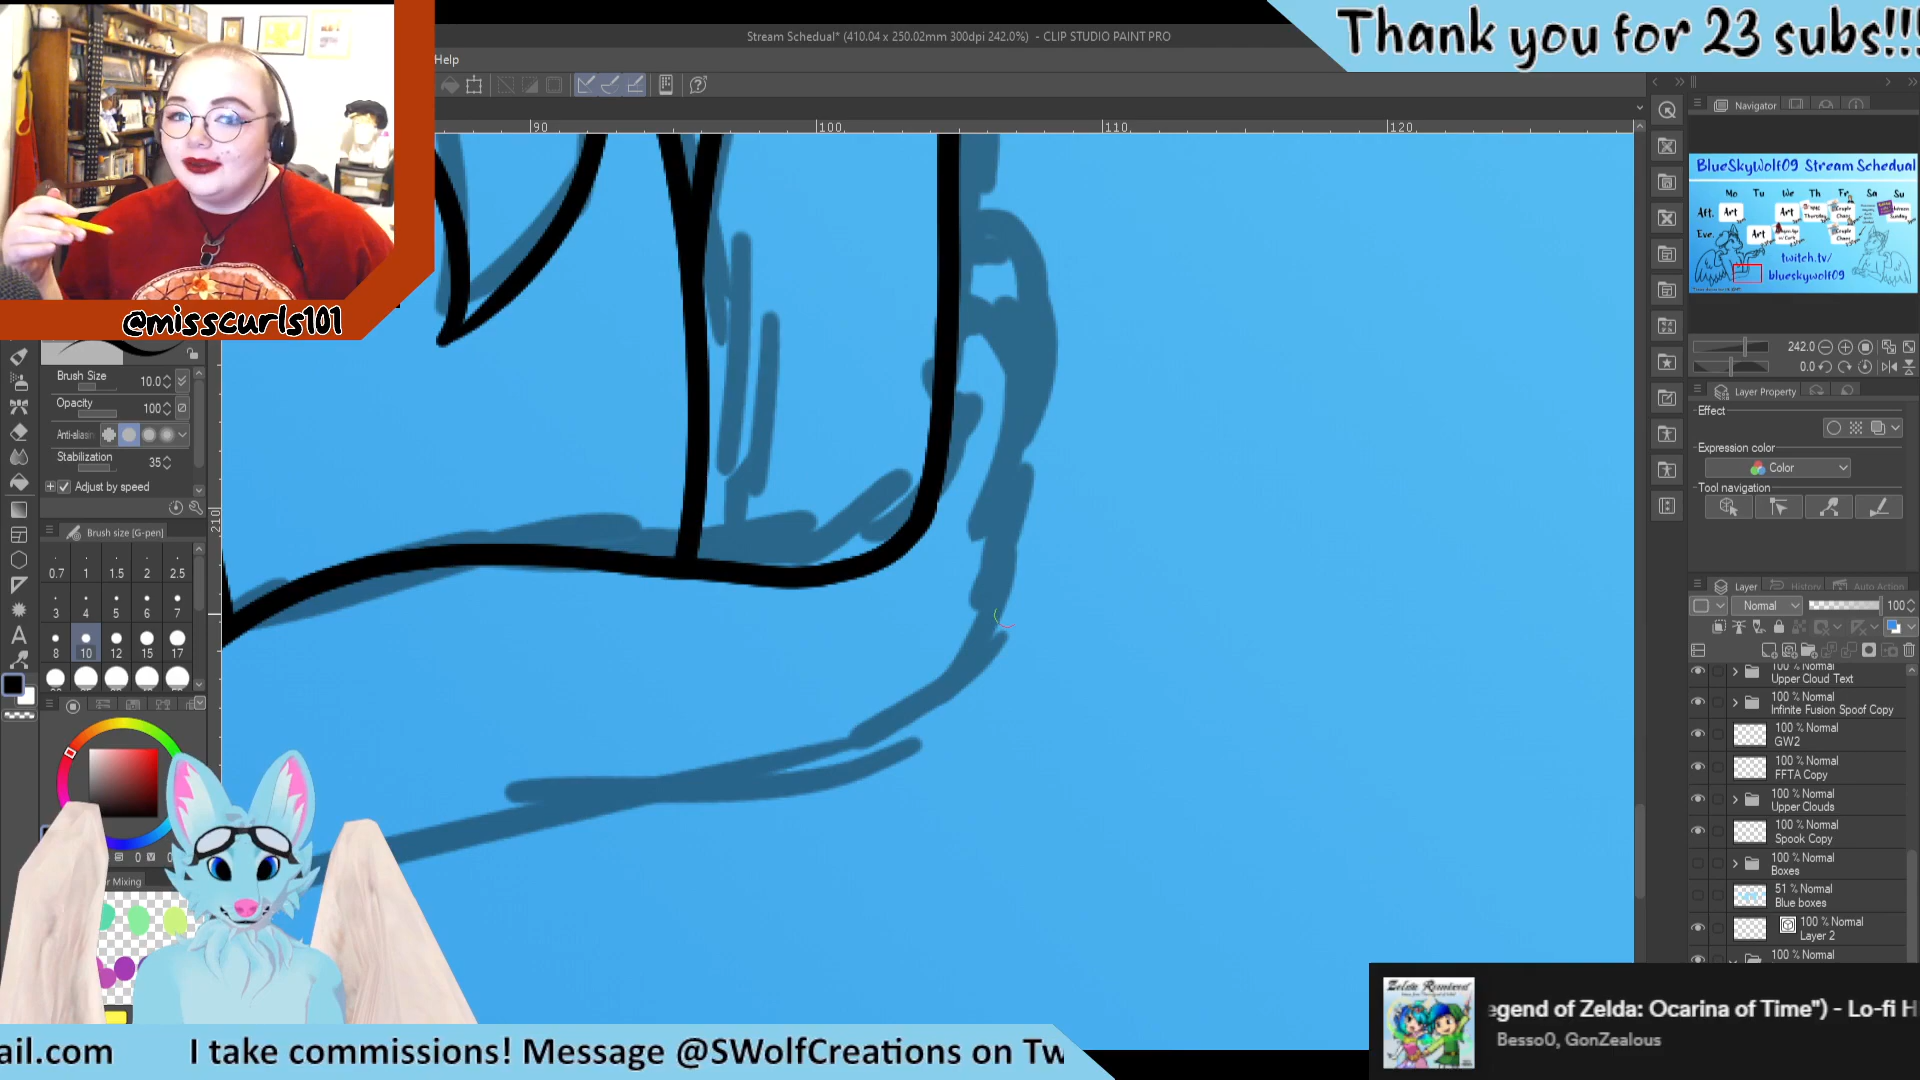 Thank you for 23 subs!!!
Stream Schedual* (410.04 x 250.02mm 300dpi 242.0%) - CLIP STUDIO PAINT PRO
Help
90 100 110 120
210
@misscurls101
Brush Size 10.0
Opacity 100
Anti-aliasin
Stabilization 35
Adjust by speed
Brush size [G-pen]
0.7 1 1.5 2 2.5
3 4 5 6 7
8 10 12 15 17
0 V
r Mixing
Navigator
BlueSkyWolf09 Stream Schedual
Mo Tu We Th Fr Sa Su
Aft. Art Art
Eve. Art
twitch.tv/
blueskywolf09
242.0
0.0
Layer Property
Effect
Expression color
Color
Tool navigation
Layer History Auto Action
Normal 100
100 % Normal
Upper Cloud Text
100 % Normal
Infinite Fusion Spoof Copy
100 % Normal
GW2
100 % Normal
FFTA Copy
100 % Normal
Upper Clouds
100 % Normal
Spook Copy
100 % Normal
Boxes
51 % Normal
Blue boxes
100 % Normal
Layer 2
100 % Normal
Zelda Remixed
egend of Zelda: Ocarina of Time") - Lo-fi H
Besso0, GonZealous
ail.com I take commissions! Message @SWolfCreations on Tw